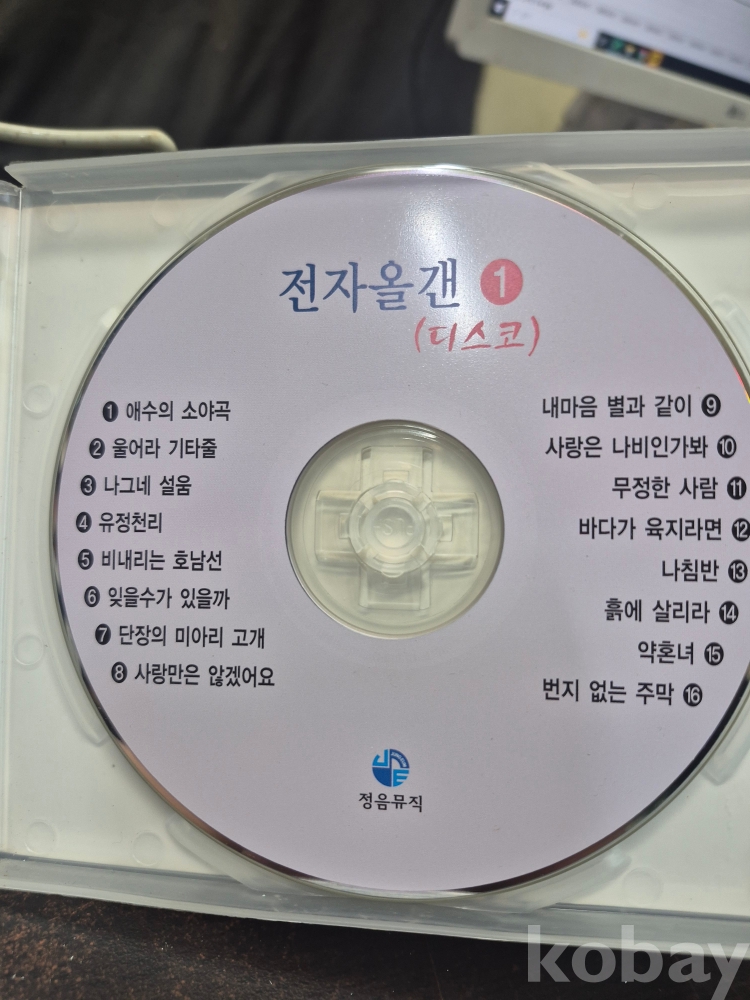 전자올갠 1
(디스코)
1 애수의 소야곡
2 울어라 기타줄
3 나그네 설움
4 유정천리
5 비내리는 호남선
6 잊을수가 있을까
7 단장의 미아리 고개
8 사랑만은 않겠어요
내마음 별과 같이 9
사랑은 나비인가봐 10
무정한 사람 11
바다가 육지라면 12
나침반 13
흙에 살리라 14
약혼녀 15
번지 없는 주막 16
정음뮤직
kobay